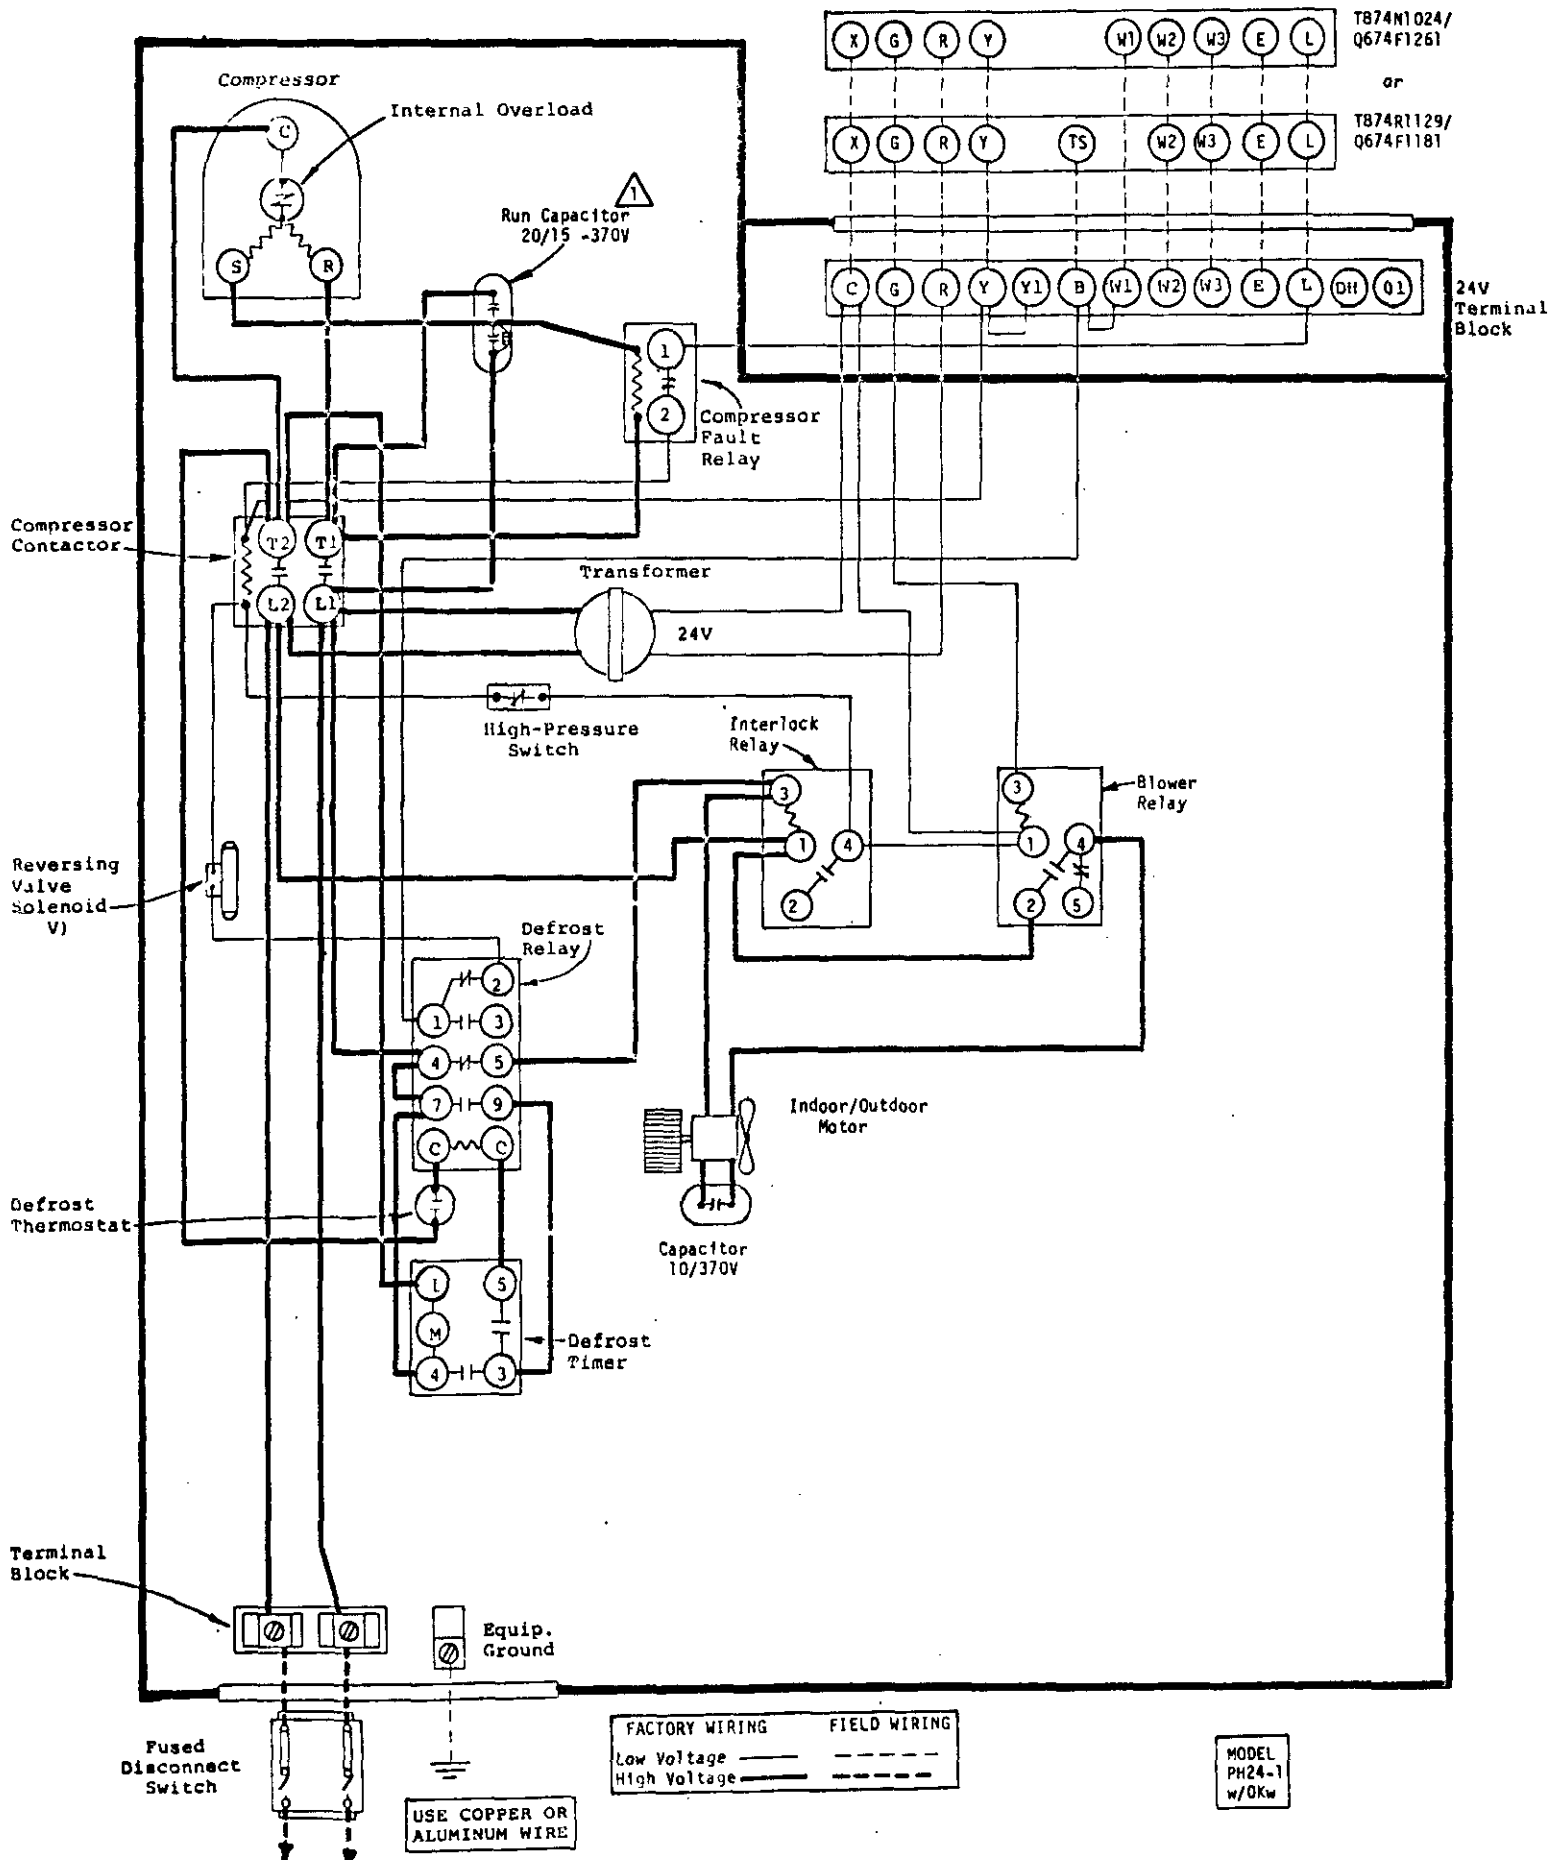 X G R Y W1 W2 W3 E L
T874N1024/
Q674F1261
or
X G R Y TS W2 W3 E L
T874R1129/
Q674F1181
C G R Y Y1 B W1 W2 W3 E L DH O1
24V
Terminal
Block
Compressor
Internal Overload
C
S R
1
Run Capacitor
20/15 -370V
1
2
Compressor
Fault
Relay
Compressor
Contactor
T2 T1
L2 L1
Transformer
24V
High-Pressure
Switch
Interlock
Relay
3
1 4
2
Blower
Relay
3
1 4
2 5
Reversing
Valve
Solenoid
V)
Defrost
Relay
2
1 3
4 5
7 9
C C
Indoor/Outdoor
Motor
Capacitor
10/370V
Defrost
Thermostat
1 5
M
4 3
Defrost
Timer
Terminal
Block
Equip.
Ground
Fused
Disconnect
Switch
USE COPPER OR
ALUMINUM WIRE
FACTORY WIRING FIELD WIRING
Low Voltage
High Voltage
MODEL
PH24-1
w/0Kw